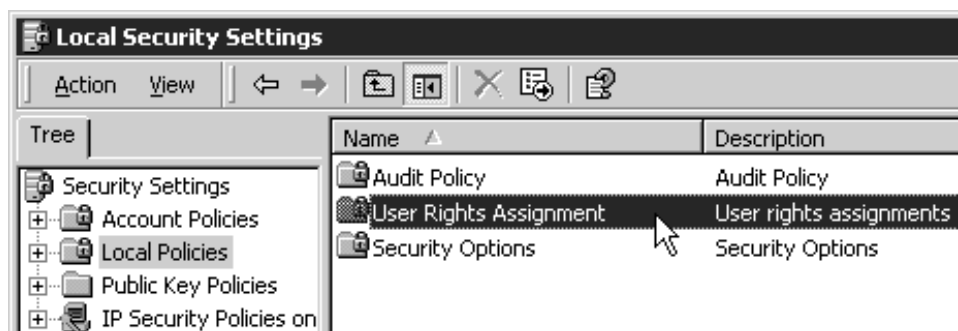 Local Security Settings
Action View
Tree
Name Description
Security Settings
Account Policies
Local Policies
Public Key Policies
IP Security Policies on
Audit Policy Audit Policy
User Rights Assignment User rights assignments
Security Options Security Options